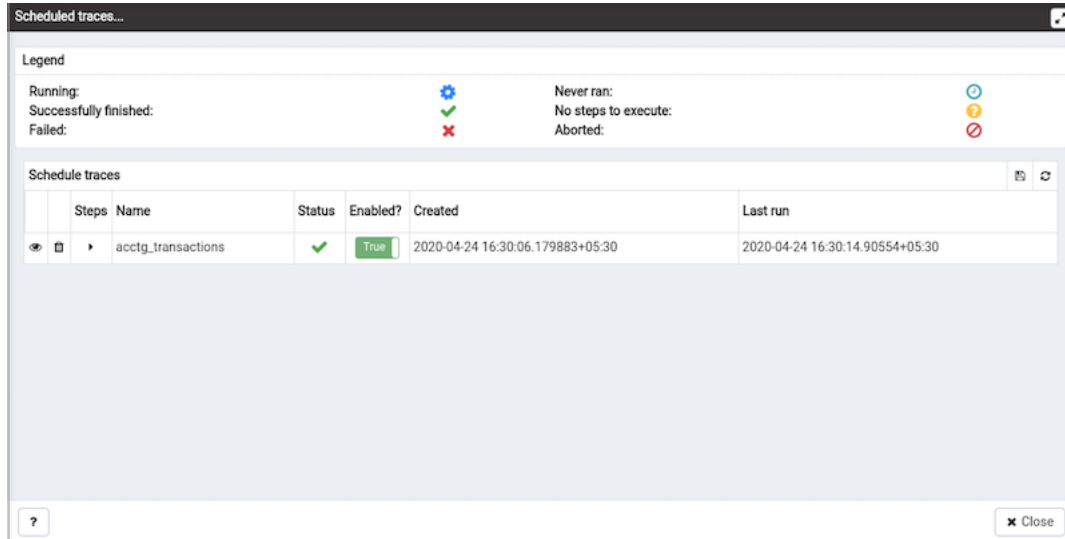 Scheduled traces...
Legend
Running: Never ran:
Successfully finished: No steps to execute:
Failed: Aborted:
Schedule traces
Steps Name Status Enabled? Created Last run
acctg_transactions True 2020-04-24 16:30:06.179883+05:30 2020-04-24 16:30:14.90554+05:30
? Close